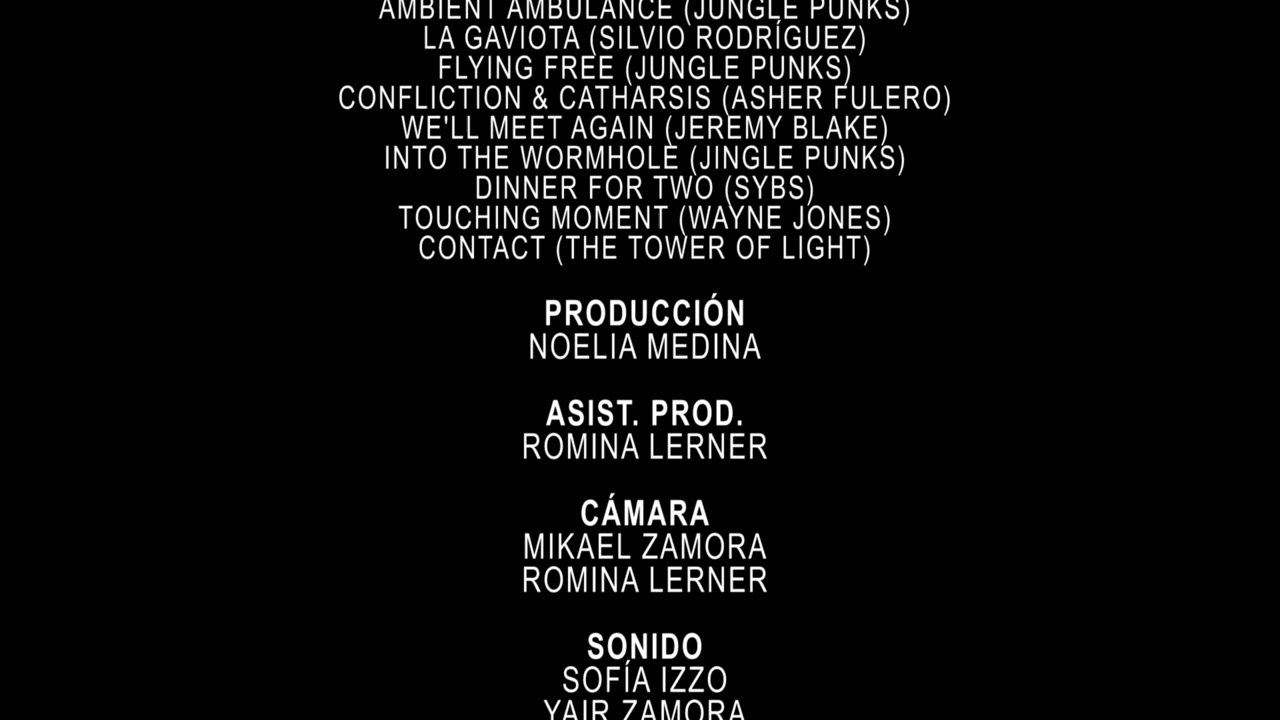 AMBIENT AMBULANCE (JUNGLE PUNKS)
LA GAVIOTA (SILVIO RODRÍGUEZ)
FLYING FREE (JUNGLE PUNKS)
CONFLICTION & CATHARSIS (ASHER FULERO)
WE'LL MEET AGAIN (JEREMY BLAKE)
INTO THE WORMHOLE (JINGLE PUNKS)
DINNER FOR TWO (SYBS)
TOUCHING MOMENT (WAYNE JONES)
CONTACT (THE TOWER OF LIGHT)
PRODUCCIÓN
NOELIA MEDINA
ASIST. PROD.
ROMINA LERNER
CÁMARA
MIKAEL ZAMORA
ROMINA LERNER
SONIDO
SOFÍA IZZO
YAIR ZAMORA